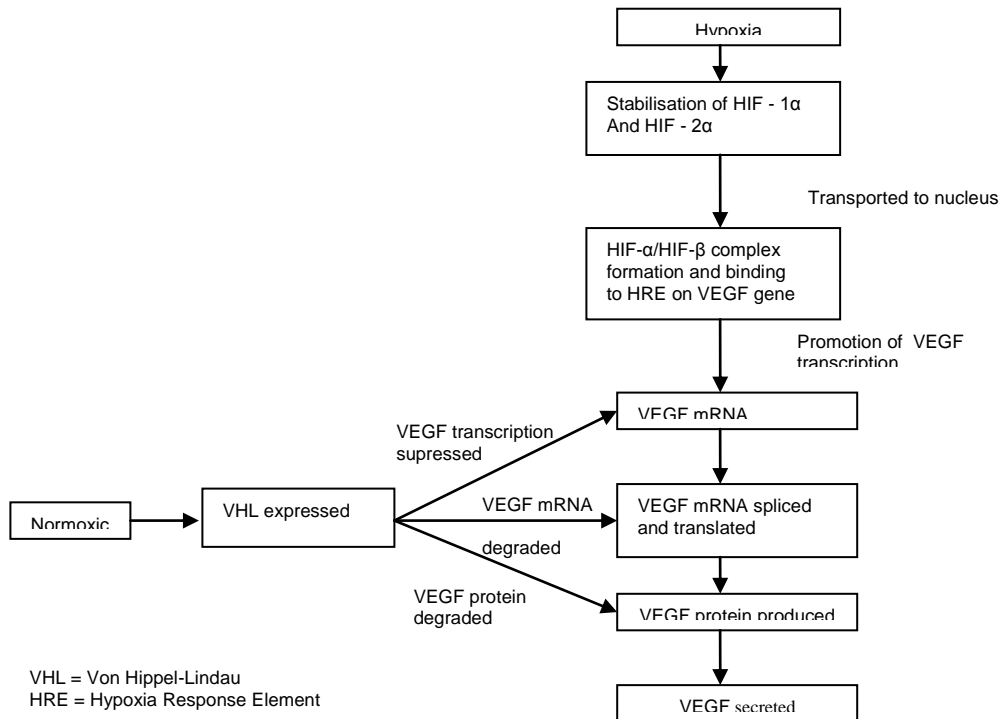 Hypoxia
Stabilisation of HIF - 1α
And HIF - 2α
Transported to nucleus
HIF-α/HIF-β complex
formation and binding
to HRE on VEGF gene
Promotion of VEGF
transcription
VEGF mRNA
VEGF transcription
supressed
Normoxic
VHL expressed
VEGF mRNA
degraded
VEGF mRNA spliced
and translated
VEGF protein
degraded
VEGF protein produced
VEGF secreted
VHL = Von Hippel-Lindau
HRE = Hypoxia Response Element